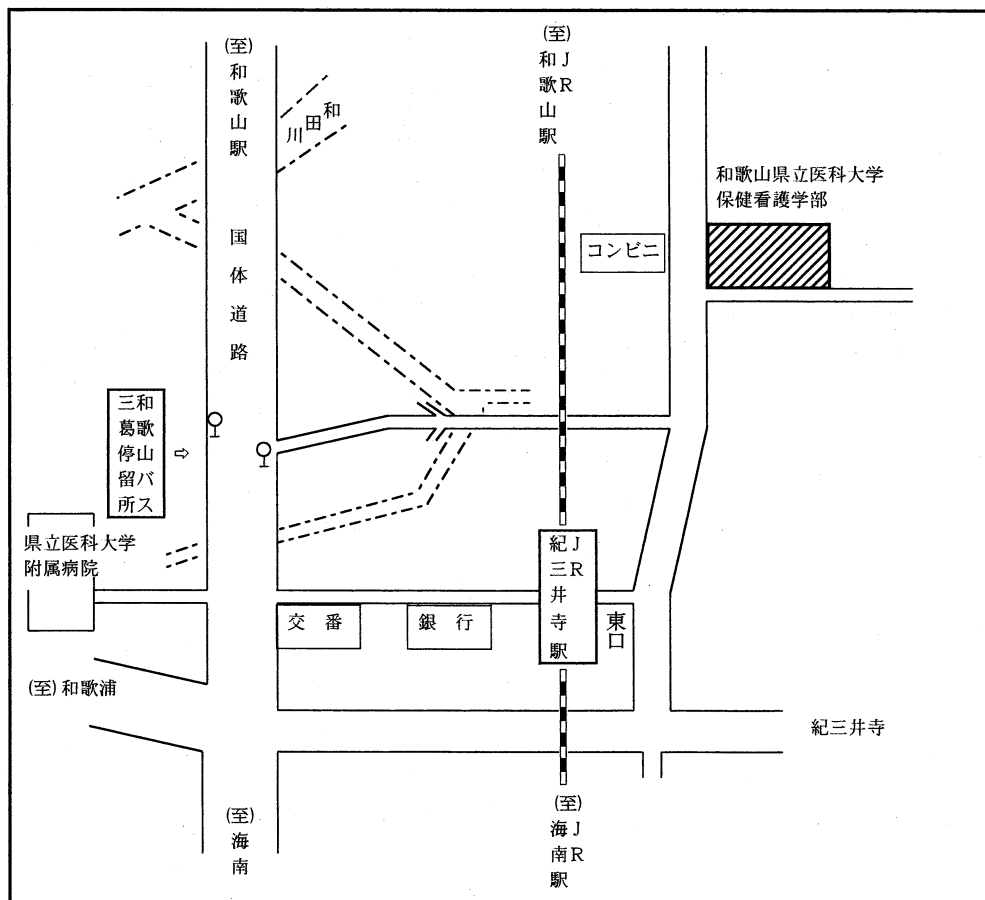 (至)和歌山駅
和田川
国体道路
(至)
JR
和歌山駅
和歌山県立医科大学
保健看護学部
コンビニ
和歌山バス
三葛停留所
⇨
県立医科大学
附属病院
JR
紀三井寺駅
東口
交番
銀行
(至)和歌浦
紀三井寺
(至)海南
(至)
JR
海南駅